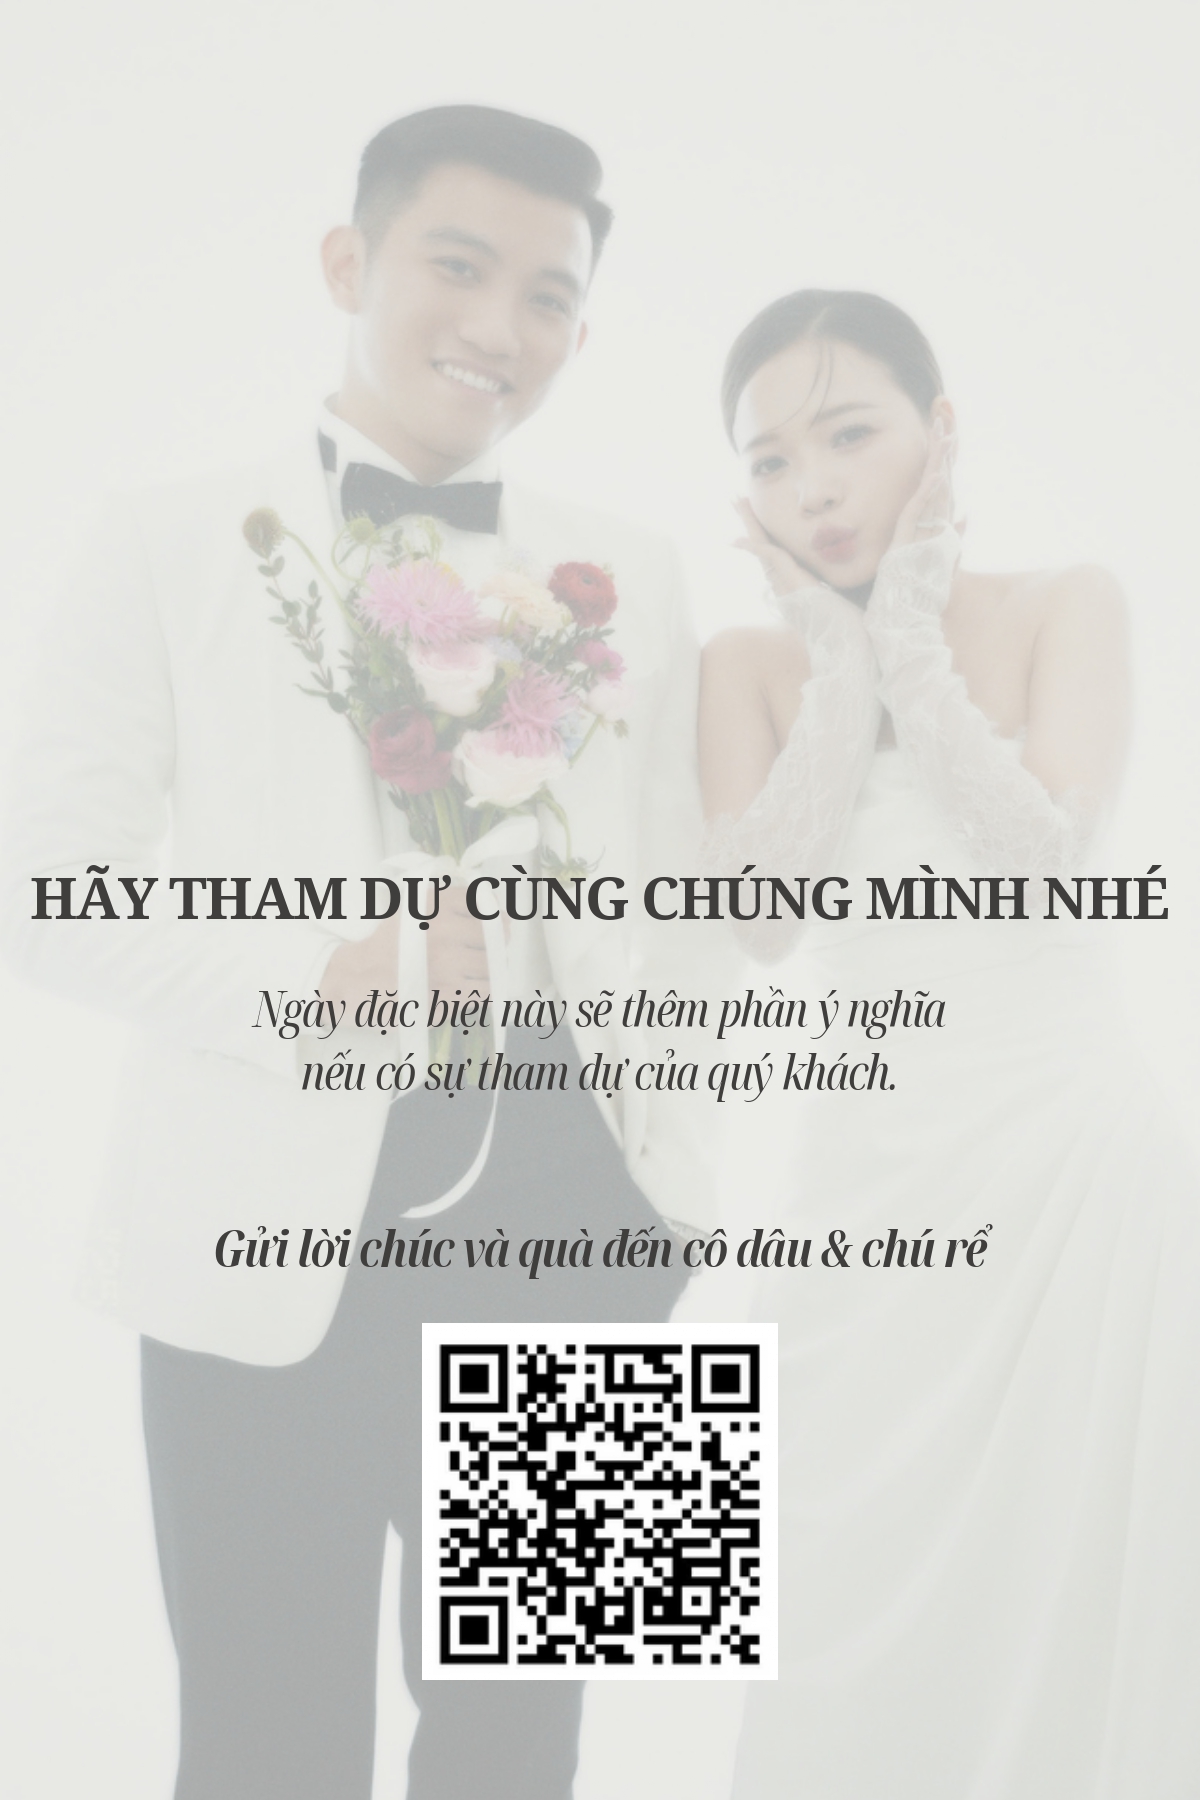 HÃY THAM DỰ CÙNG CHÚNG MÌNH NHÉ
Ngày đặc biệt này sẽ thêm phần ý nghĩa
nếu có sự tham dự của quý khách.
Gửi lời chúc và quà đến cô dâu & chú rể